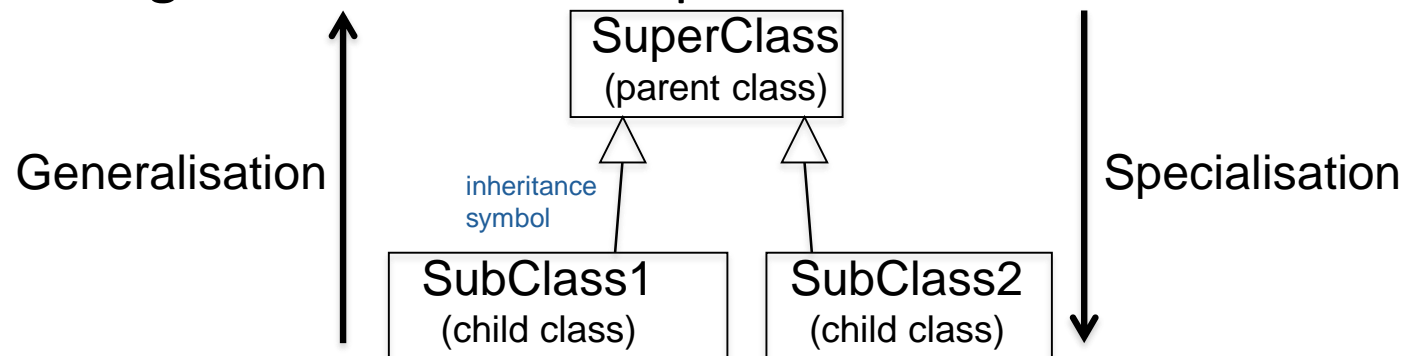 SuperClass
(parent class)
Generalisation
inheritance
symbol
Specialisation
SubClass1
(child class)
SubClass2
(child class)